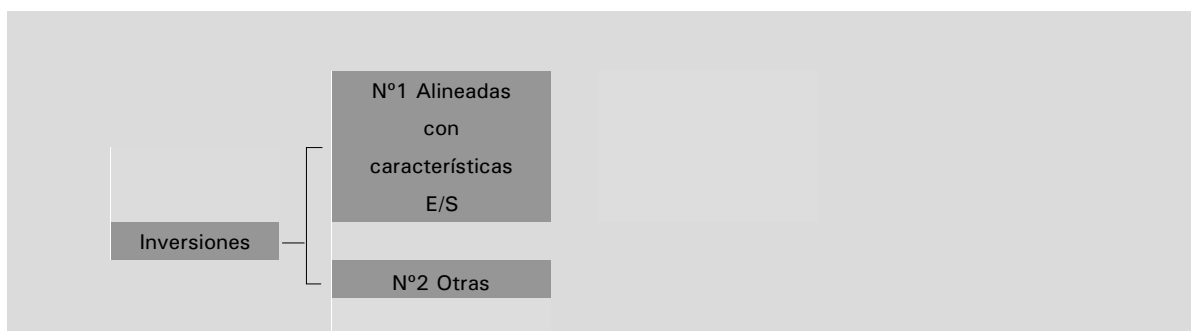 Nº1 Alineadas
con
características
E/S
Inversiones
Nº2 Otras